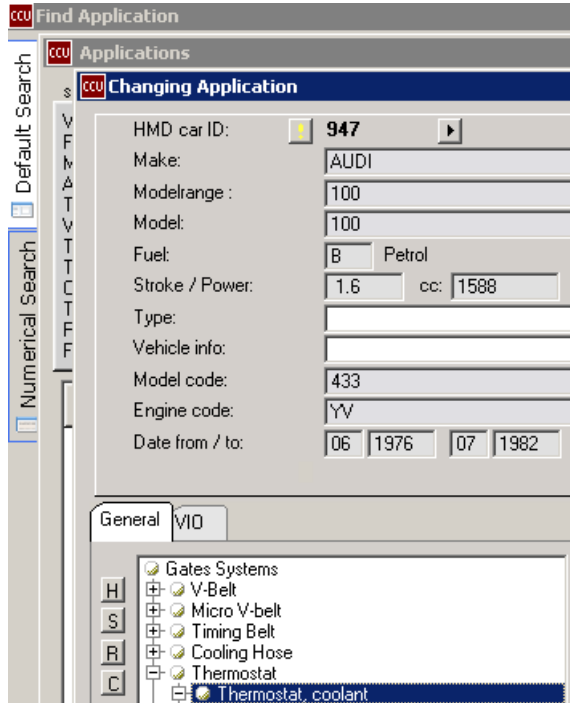 CCU Find Application
CCU Applications
CCU Changing Application
Default Search
Numerical Search
s
V
F
M
A
T
V
T
T
C
T
F
F
HMD car ID: ! 947
Make: AUDI
Modelrange : 100
Model: 100
Fuel: B Petrol
Stroke / Power: 1.6 cc: 1588
Type:
Vehicle info:
Model code: 433
Engine code: YV
Date from / to: 06 1976 07 1982
General VIO
H
S
R
C
Gates Systems
V-Belt
Micro V-belt
Timing Belt
Cooling Hose
Thermostat
Thermostat, coolant